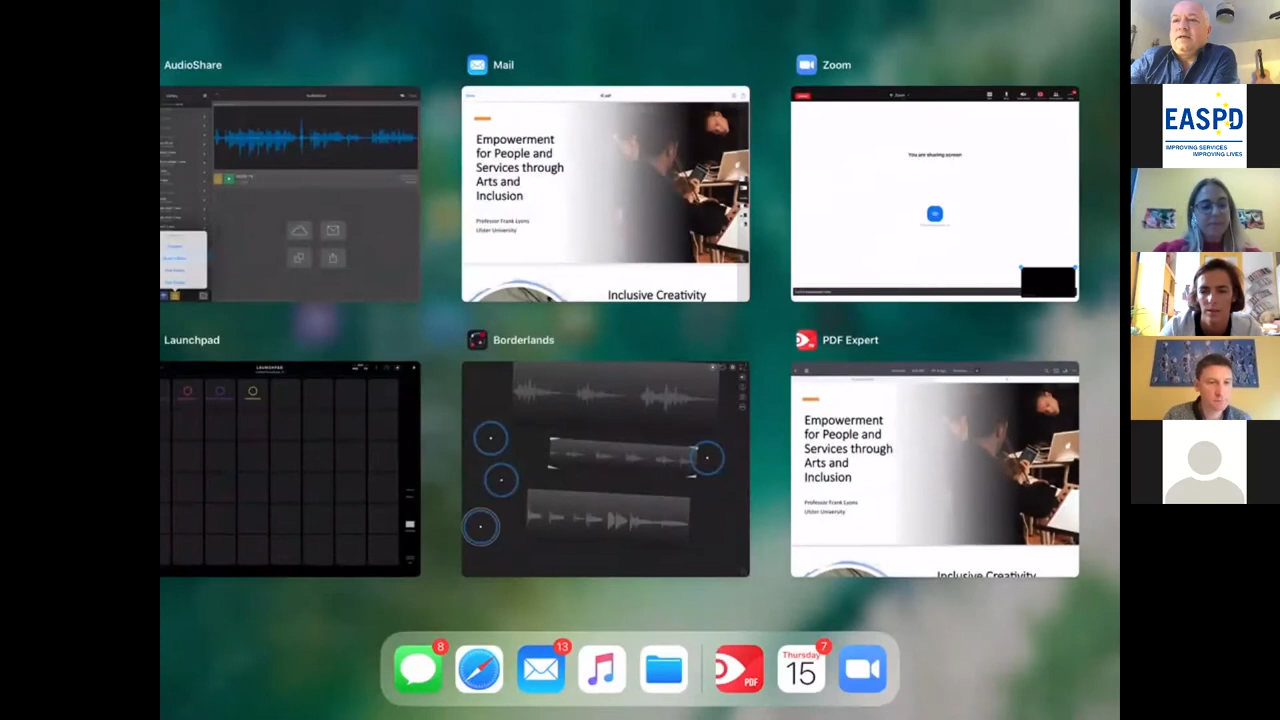 AudioShare
Mail
Zoom
Empowerment
for People and
Services through
Arts and
Inclusion
Professor Frank Lyons
Ulster University
Inclusive Creativity
You are sharing screen
Launchpad
Borderlands
PDF Expert
LAUNCHPAD
Empowerment
for People and
Services through
Arts and
Inclusion
Professor Frank Lyons
Ulster University
Inclusive Creativity
8
13
PDF
Thursday
15
7
EASPD
IMPROVING SERVICES
IMPROVING LIVES